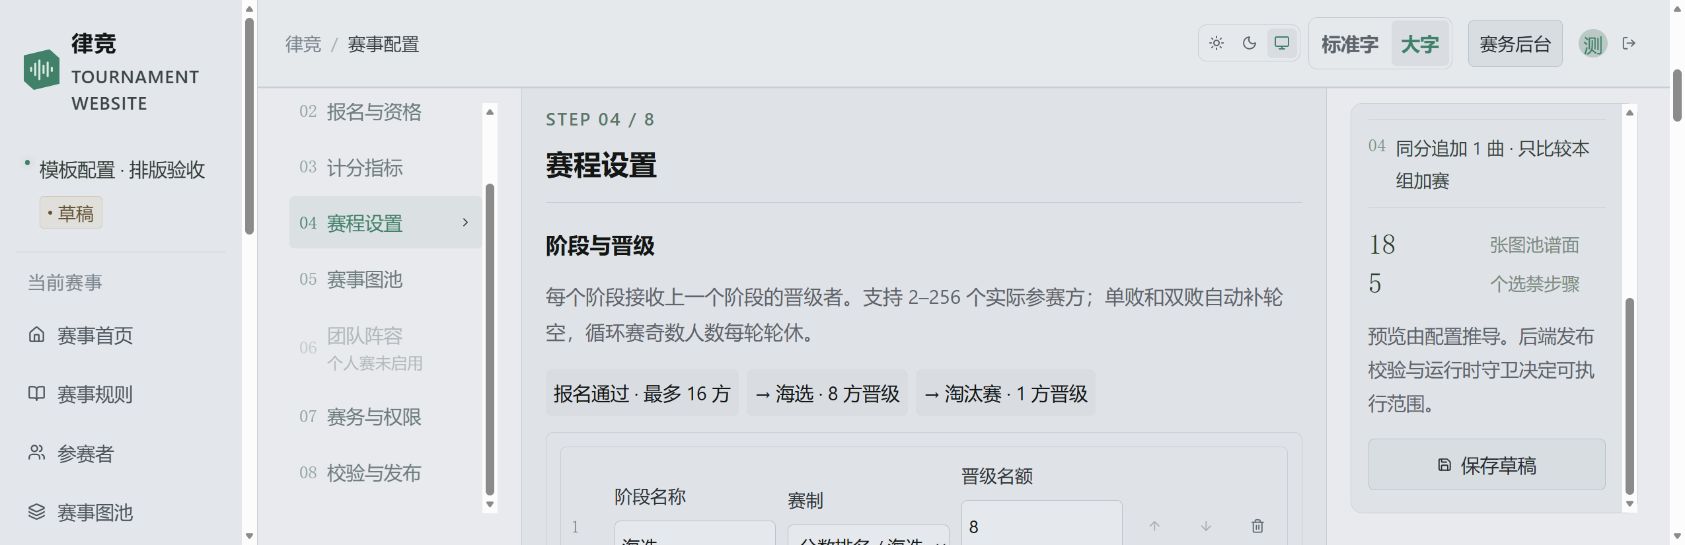 律竞
TOURNAMENT
WEBSITE
模板配置 · 排版验收
• 草稿
当前赛事
赛事首页
赛事规则
参赛者
赛事图池
律竞 / 赛事配置
标准字 大字
赛务后台
测
02 报名与资格
03 计分指标
04 赛程设置
05 赛事图池
06 团队阵容
个人赛未启用
07 赛务与权限
08 校验与发布
STEP 04 / 8
赛程设置
阶段与晋级
每个阶段接收上一个阶段的晋级者。支持 2–256 个实际参赛方；单败和双败自动补轮
空，循环赛奇数人数每轮轮休。
报名通过 · 最多 16 方
→ 海选 · 8 方晋级
→ 淘汰赛 · 1 方晋级
阶段名称
赛制
晋级名额
1
海选
分数排名 / 海选
8
↑ ↓
04 同分追加 1 曲 · 只比较本
组加赛
18 张图池谱面
5 个选禁步骤
预览由配置推导。后端发布
校验与运行时守卫决定可执
行范围。
保存草稿